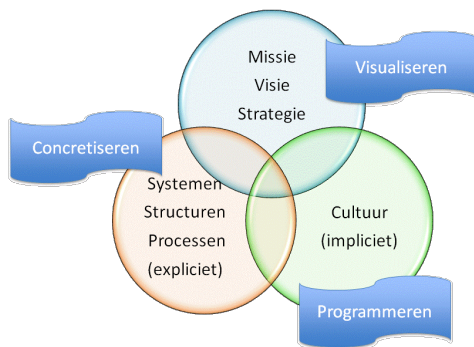 Missie
Visie
Strategie
Visualiseren
Concretiseren
Systemen
Structuren
Processen
(expliciet)
Cultuur
(impliciet)
Programmeren